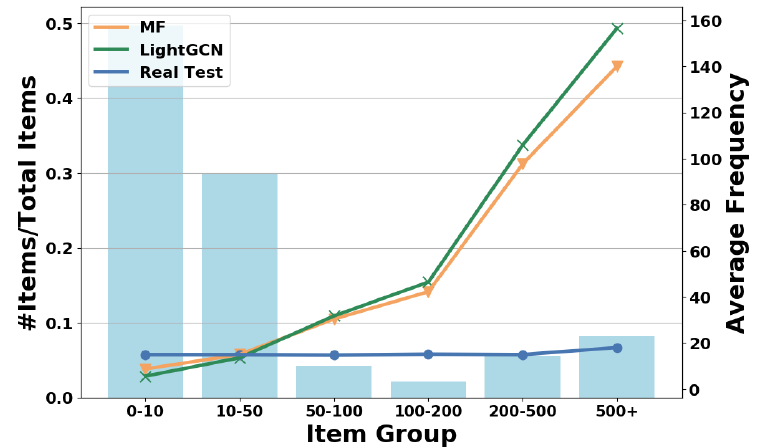 MF
LightGCN
Real Test
#Items/Total Items
0.5
0.4
0.3
0.2
0.1
0.0
160
140
120
100
80
60
40
20
0
Average Frequency
0-10 10-50 50-100 100-200 200-500 500+
Item Group